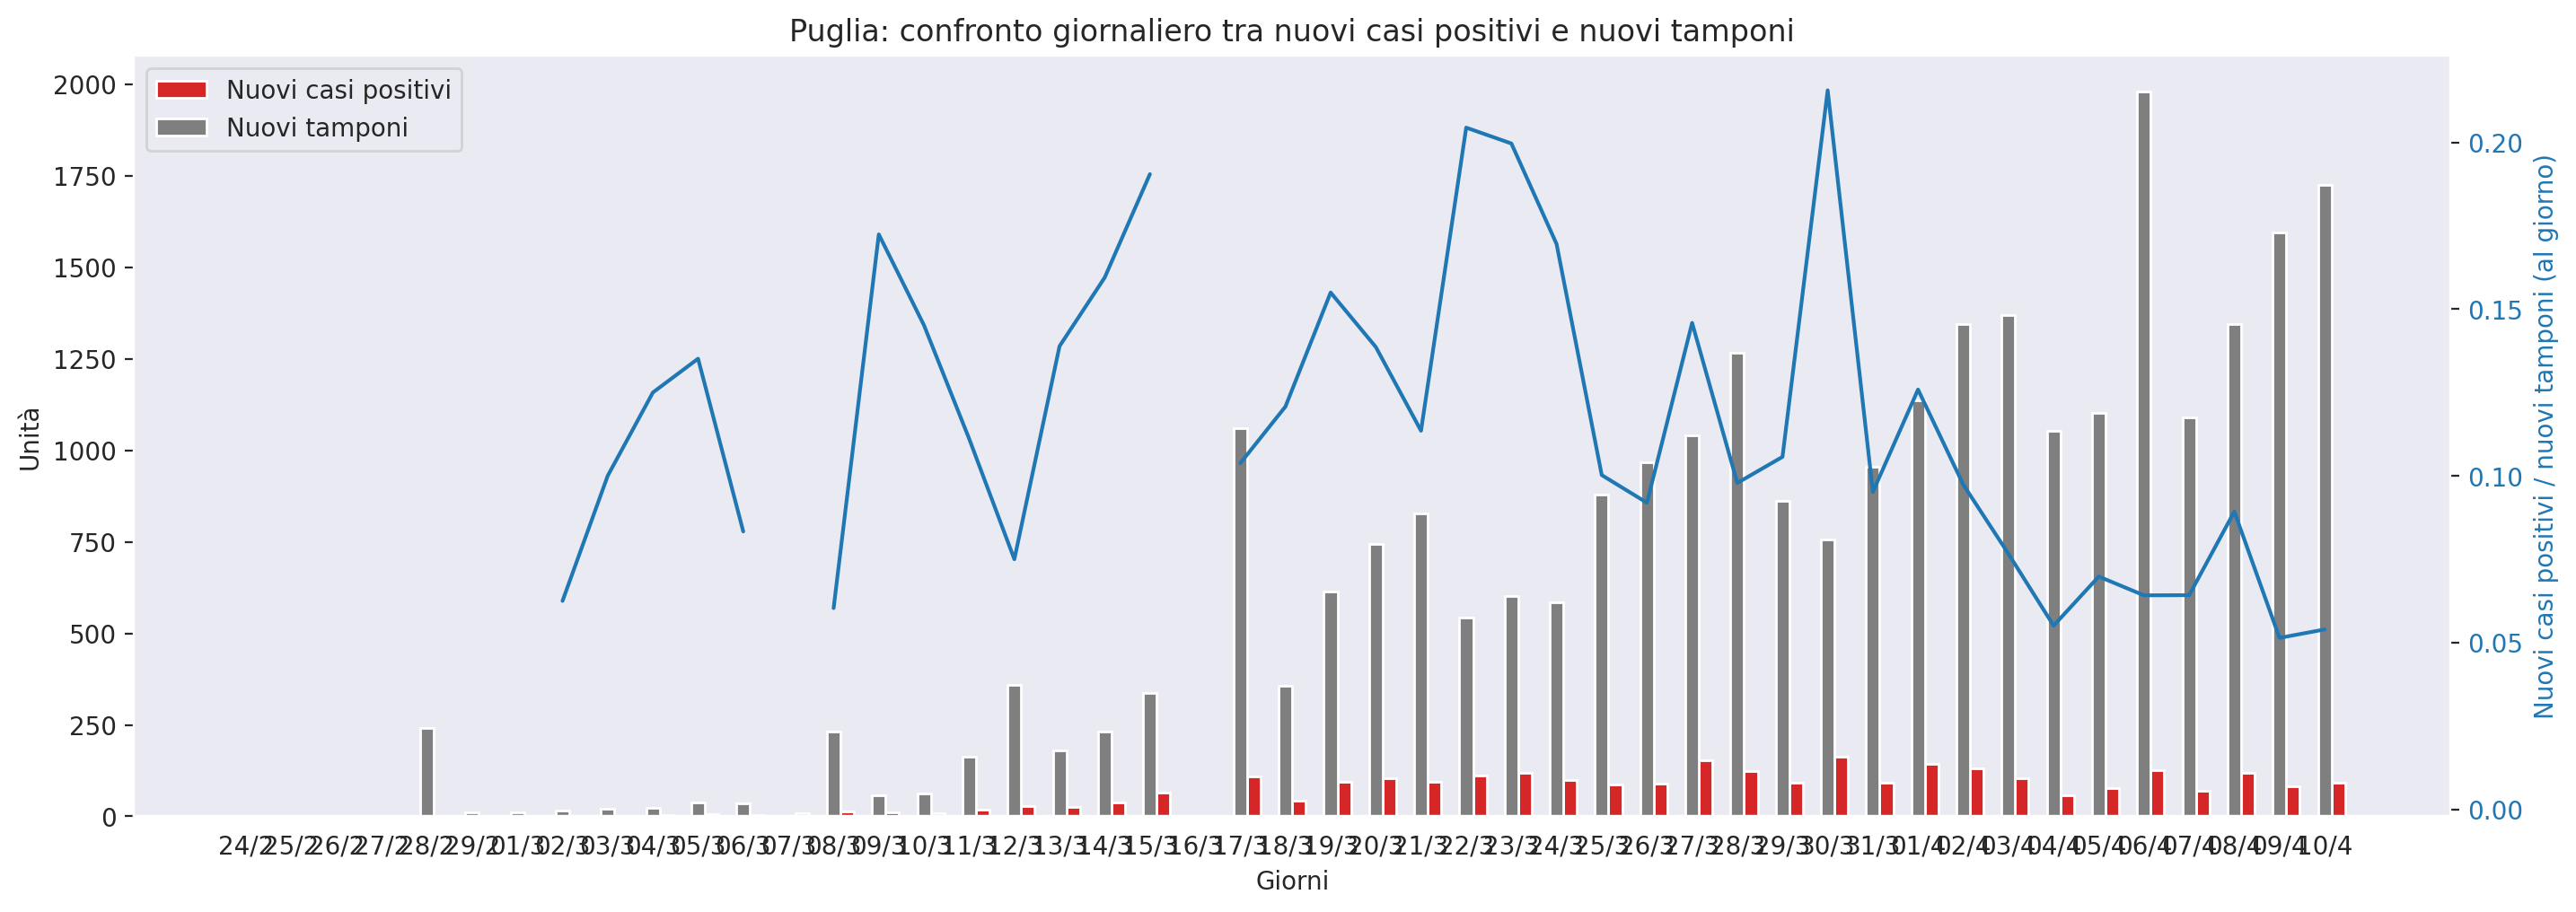 Puglia: confronto giornaliero tra nuovi casi positivi e nuovi tamponi
Nuovi casi positivi
Nuovi tamponi
2000
1750
1500
1250
1000
750
500
250
0
Unità
0.20
0.15
0.10
0.05
0.00
Nuovi casi positivi / nuovi tamponi (al giorno)
24/2 25/2 26/2 27/2 28/2 29/2 01/3 02/3 03/3 04/3 05/3 06/3 07/3 08/3 09/3 10/3 11/3 12/3 13/3 14/3 15/3 16/3 17/3 18/3 19/3 20/3 21/3 22/3 23/3 24/3 25/3 26/3 27/3 28/3 29/3 30/3 31/3 01/4 02/4 03/4 04/4 05/4 06/4 07/4 08/4 09/4 10/4
Giorni